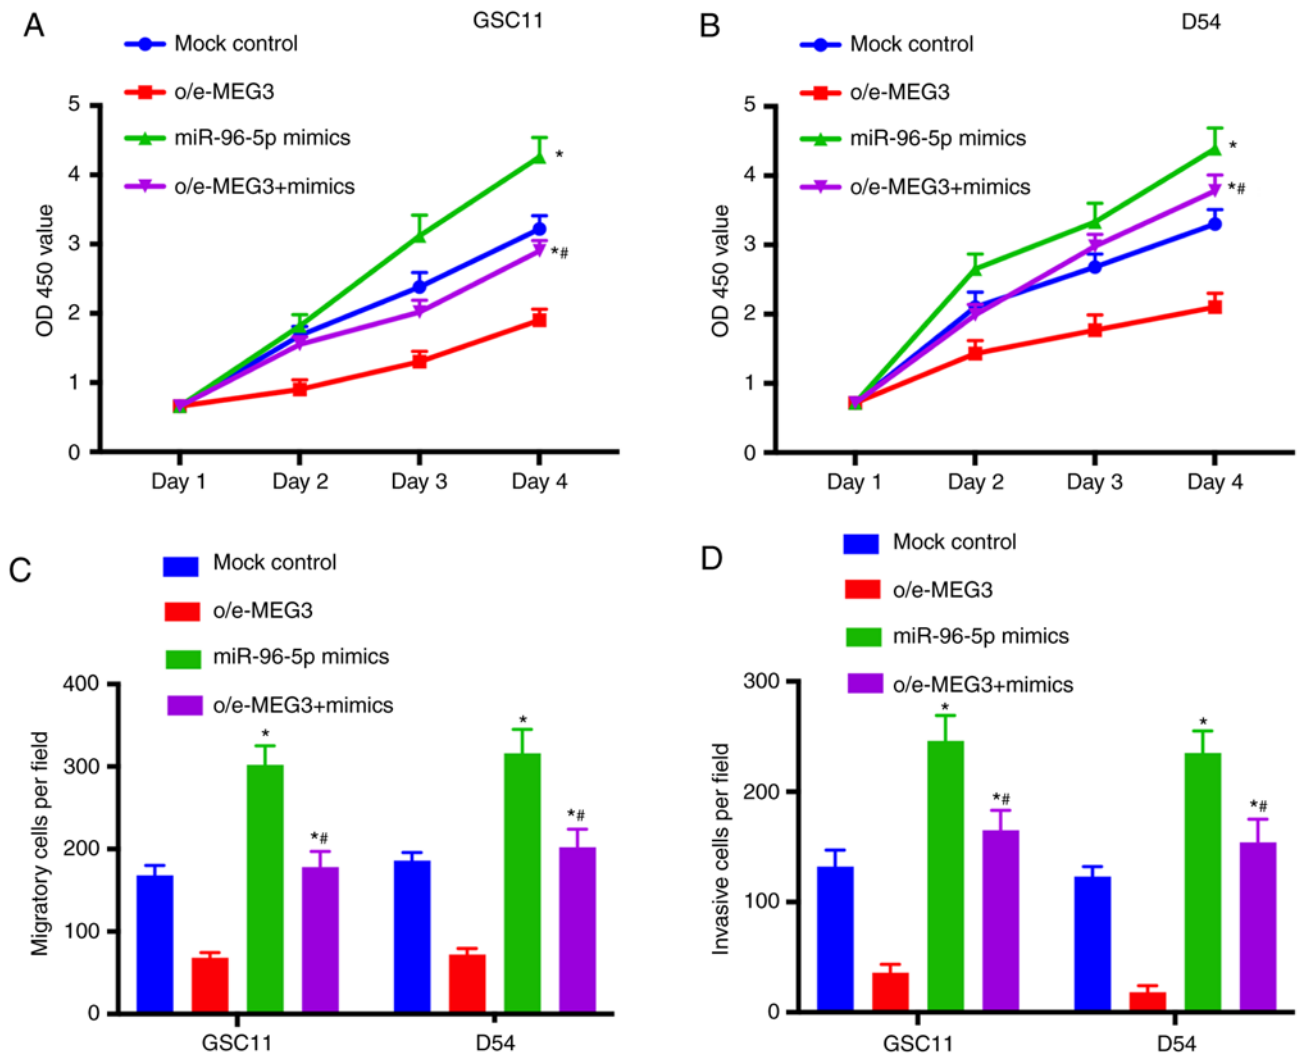 A
GSC11
Mock control
o/e-MEG3
miR-96-5p mimics
o/e-MEG3+mimics
5
4
3
2
1
0
OD 450 value
*
*#
Day 1 Day 2 Day 3 Day 4
B
D54
Mock control
o/e-MEG3
miR-96-5p mimics
o/e-MEG3+mimics
5
4
3
2
1
0
OD 450 value
*
*#
Day 1 Day 2 Day 3 Day 4
C
Mock control
o/e-MEG3
miR-96-5p mimics
o/e-MEG3+mimics
400
300
200
100
0
Migratory cells per field
*
*#
*
*#
GSC11 D54
D
Mock control
o/e-MEG3
miR-96-5p mimics
o/e-MEG3+mimics
300
200
100
0
Invasive cells per field
*
*#
*
*#
GSC11 D54